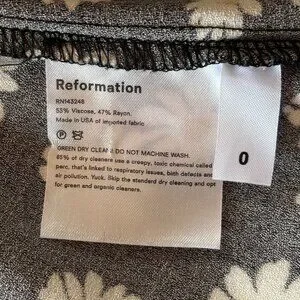 Reformation
RN143248
53% Viscose, 47% Rayon.
Made in USA of imported fabric
P
GREEN DRY CLEAN. DO NOT MACHINE WASH.
85% of dry cleaners use a creepy, toxic chemical called
perc, that's linked to respiratory issues, birth defects and
air pollution. Yuck. Skip the standard dry cleaning and opt
for green and organic cleaners.
0